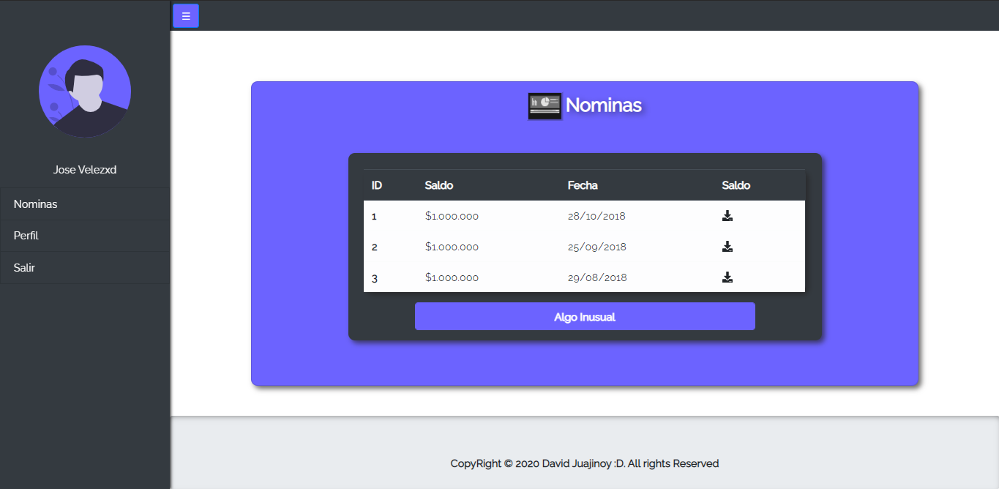 ☰
Jose Velezxd
Nominas
Perfil
Salir
Nominas
ID Saldo Fecha Saldo
1 $1.000.000 28/10/2018
2 $1.000.000 25/09/2018
3 $1.000.000 29/08/2018
Algo Inusual
CopyRight © 2020 David Juajinoy :D. All rights Reserved